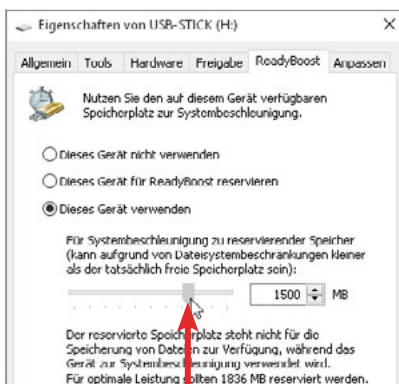 Eigenschaften von USB-STICK (H:)
Allgemein Tools Hardware Freigabe ReadyBoost Anpassen
Nutzen Sie den auf diesem Gerät verfügbaren
Speicherplatz zur Systembeschleunigung.
Dieses Gerät nicht verwenden
Dieses Gerät für ReadyBoost reservieren
Dieses Gerät verwenden
Für Systembeschleunigung zu reservierender Speicher
(kann aufgrund von Dateisystembeschränkungen kleiner
als der tatsächlich freie Speicherplatz sein):
1500 MB
Der reservierte Speicherplatz steht nicht für die
Speicherung von Dateien zur Verfügung, während das
Gerät zur Systembeschleunigung verwendet wird.
Für optimale Leistung sollten 1836 MB reserviert werden.